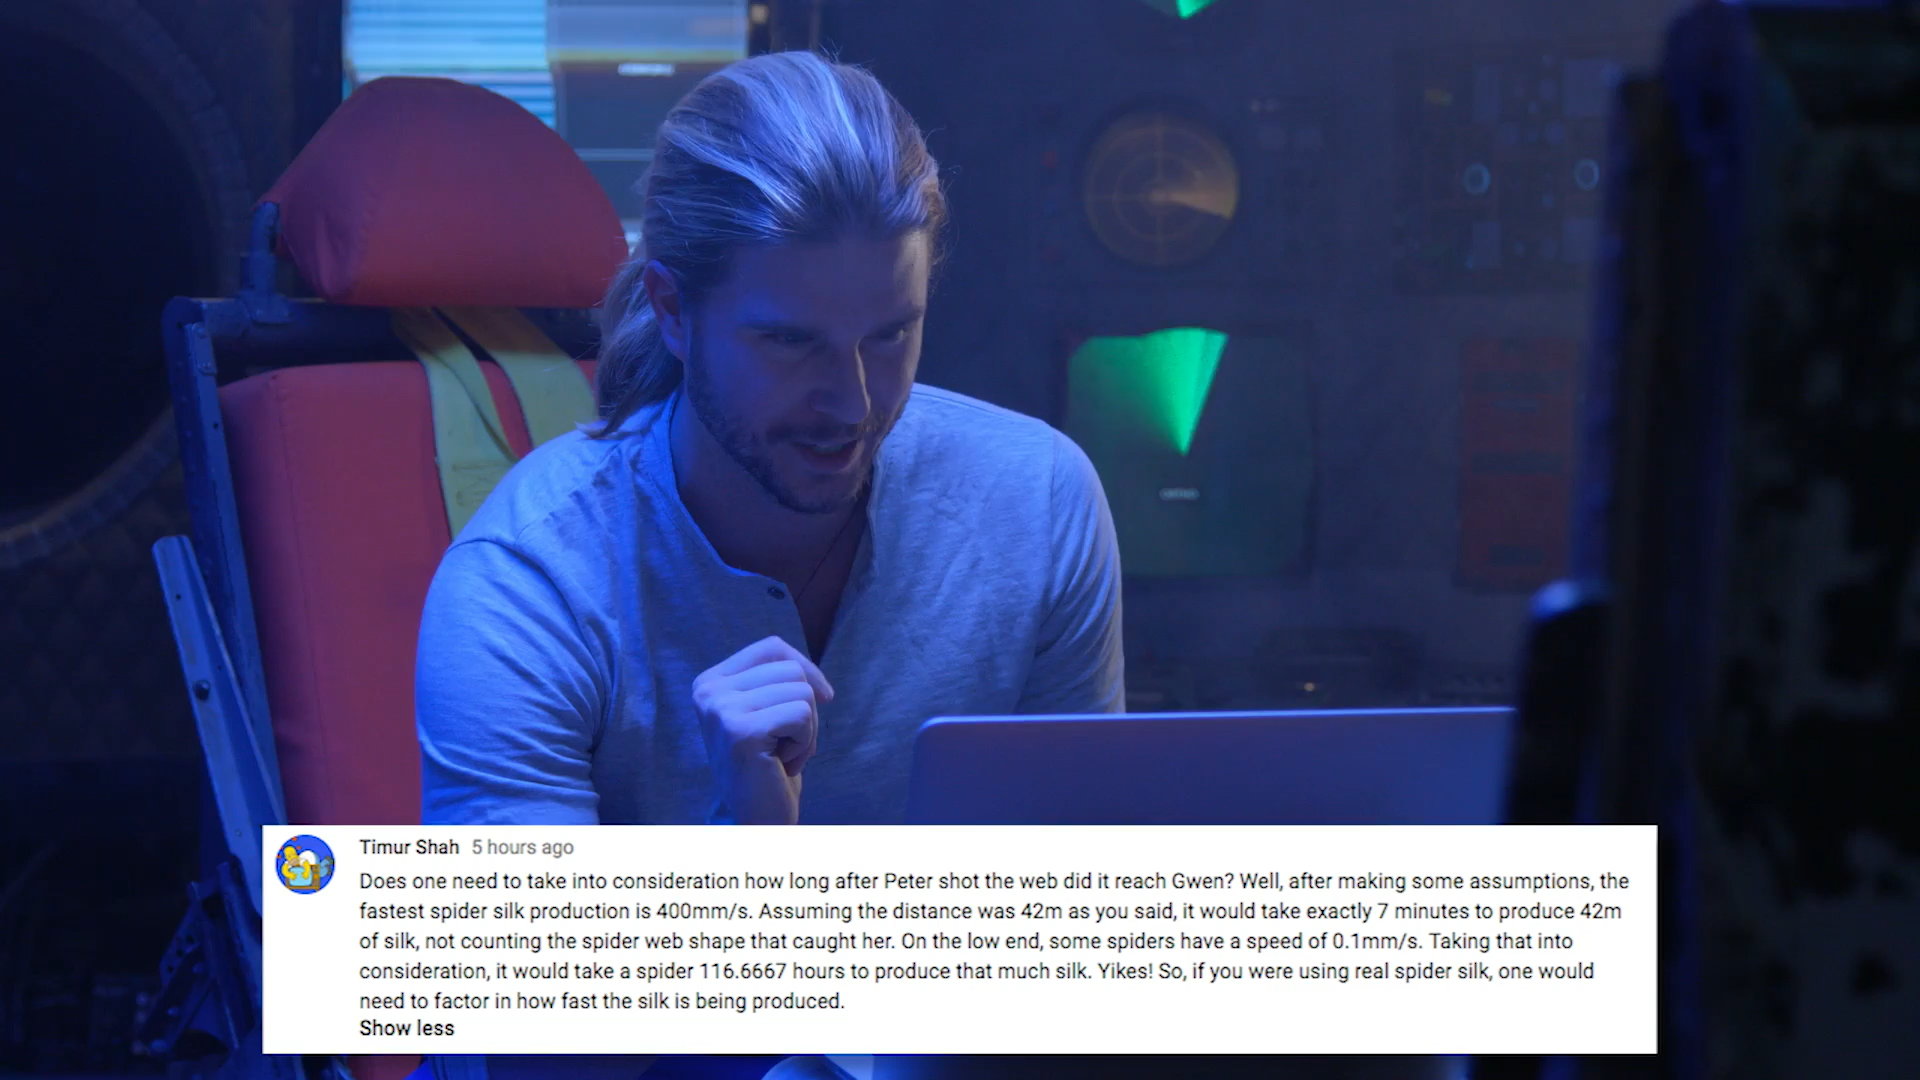 Timur Shah 5 hours ago
Does one need to take into consideration how long after Peter shot the web did it reach Gwen? Well, after making some assumptions, the
fastest spider silk production is 400mm/s. Assuming the distance was 42m as you said, it would take exactly 7 minutes to produce 42m
of silk, not counting the spider web shape that caught her. On the low end, some spiders have a speed of 0.1mm/s. Taking that into
consideration, it would take a spider 116.6667 hours to produce that much silk. Yikes! So, if you were using real spider silk, one would
need to factor in how fast the silk is being produced.
Show less